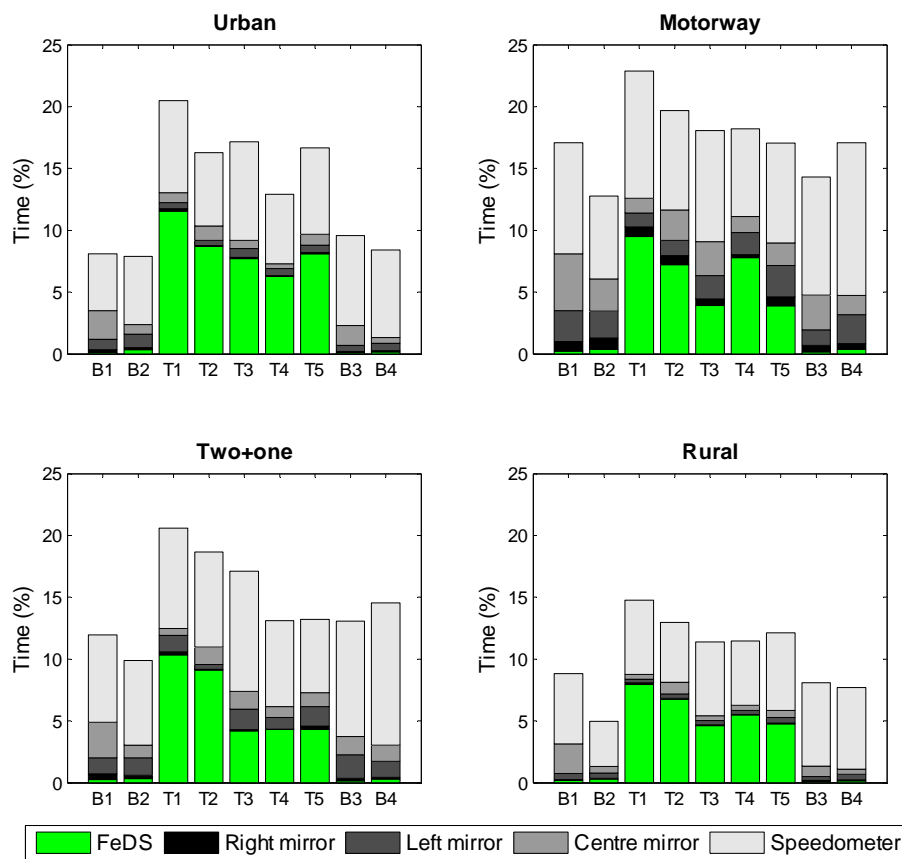 Urban
Motorway
Time (%)
25
20
15
10
5
0
B1 B2 T1 T2 T3 T4 T5 B3 B4
Time (%)
25
20
15
10
5
0
B1 B2 T1 T2 T3 T4 T5 B3 B4
Two+one
Rural
Time (%)
25
20
15
10
5
0
B1 B2 T1 T2 T3 T4 T5 B3 B4
Time (%)
25
20
15
10
5
0
B1 B2 T1 T2 T3 T4 T5 B3 B4
FeDS Right mirror Left mirror Centre mirror Speedometer